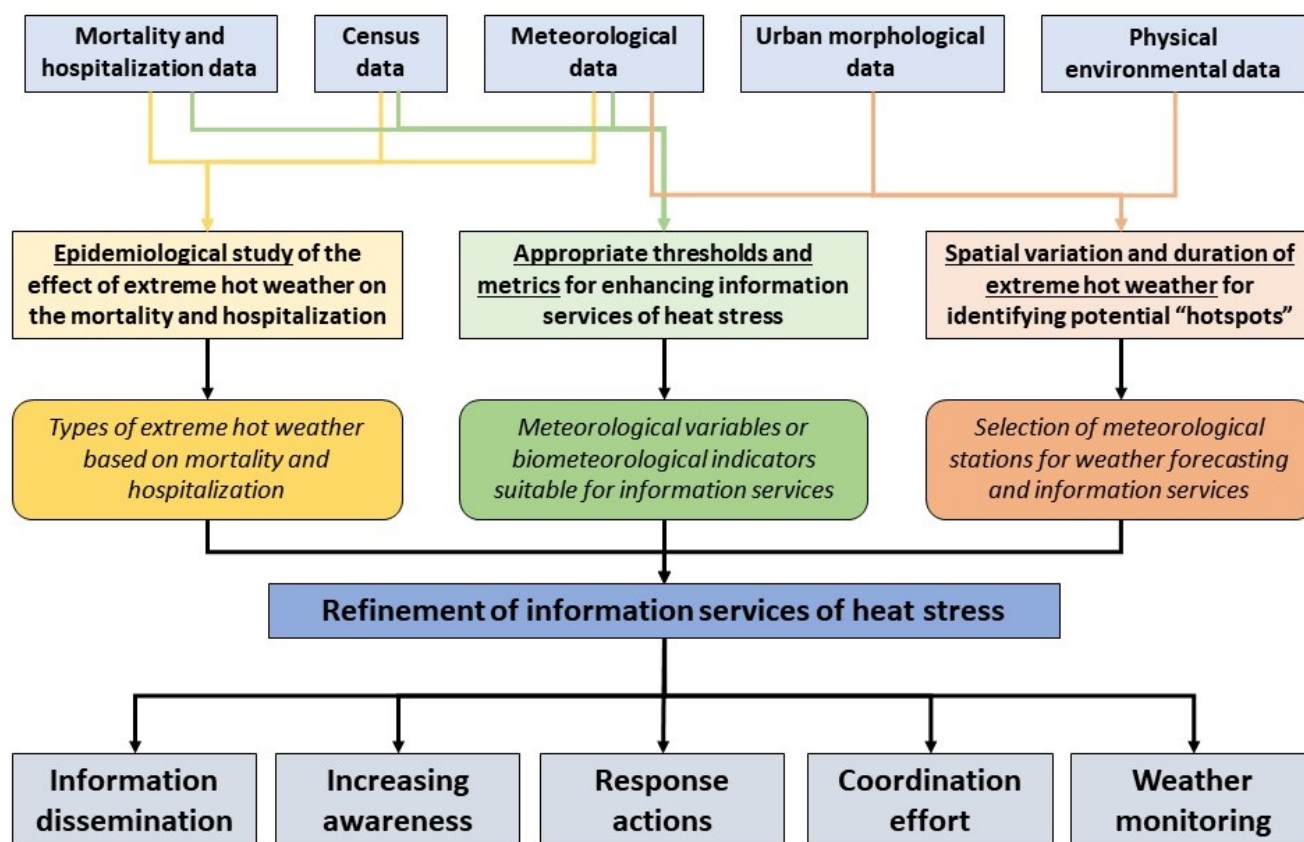 Mortality and
hospitalization data
Census
data
Meteorological
data
Urban morphological
data
Physical
environmental data
Epidemiological study of the
effect of extreme hot weather on
the mortality and hospitalization
Appropriate thresholds and
metrics for enhancing information
services of heat stress
Spatial variation and duration of
extreme hot weather for
identifying potential “hotspots”
Types of extreme hot weather
based on mortality and
hospitalization
Meteorological variables or
biometeorological indicators
suitable for information services
Selection of meteorological
stations for weather forecasting
and information services
Refinement of information services of heat stress
Information
dissemination
Increasing
awareness
Response
actions
Coordination
effort
Weather
monitoring